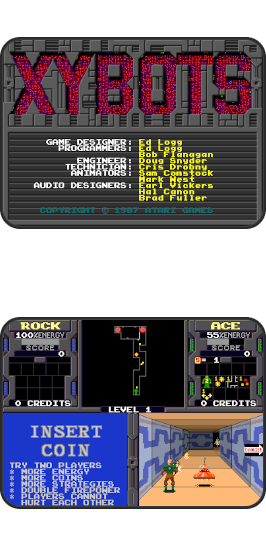 XYBOTS
GAME DESIGNER: Ed Logg
PROGRAMMERS: Ed Logg
Bob Flanagan
ENGINEER: Doug Snyder
TECHNICIAN: Cris Drobny
ANIMATORS: Sam Comstock
Mark West
AUDIO DESIGNERS: Earl Vickers
Hal Canon
Brad Fuller
COPYRIGHT © 1987 ATARI GAMES
ROCK
100%ENERGY
SCORE
0
0 CREDITS
LEVEL 1
ACE
55%ENERGY
SCORE
0
= 1
0 CREDITS
INSERT
COIN
TRY TWO PLAYERS
* MORE ENERGY
* MORE COINS
* MORE STRATEGIES
* DOUBLE FIREPOWER
* PLAYERS CANNOT
HURT EACH OTHER